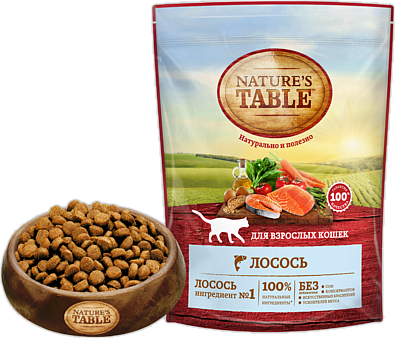 NATURE'S
TABLE
Натурально и полезно
100%
ДЛЯ ВЗРОСЛЫХ КОШЕК
ЛОСОСЬ
ЛОСОСЬ
ИНГРЕДИЕНТ №1
100%
НАТУРАЛЬНЫЕ
ИНГРЕДИЕНТЫ*
БЕЗ
СОИ
КОНСЕРВАНТОВ
ИСКУССТВЕННЫХ КРАСИТЕЛЕЙ
УСИЛИТЕЛЕЙ ВКУСА
NATURE'S
TABLE